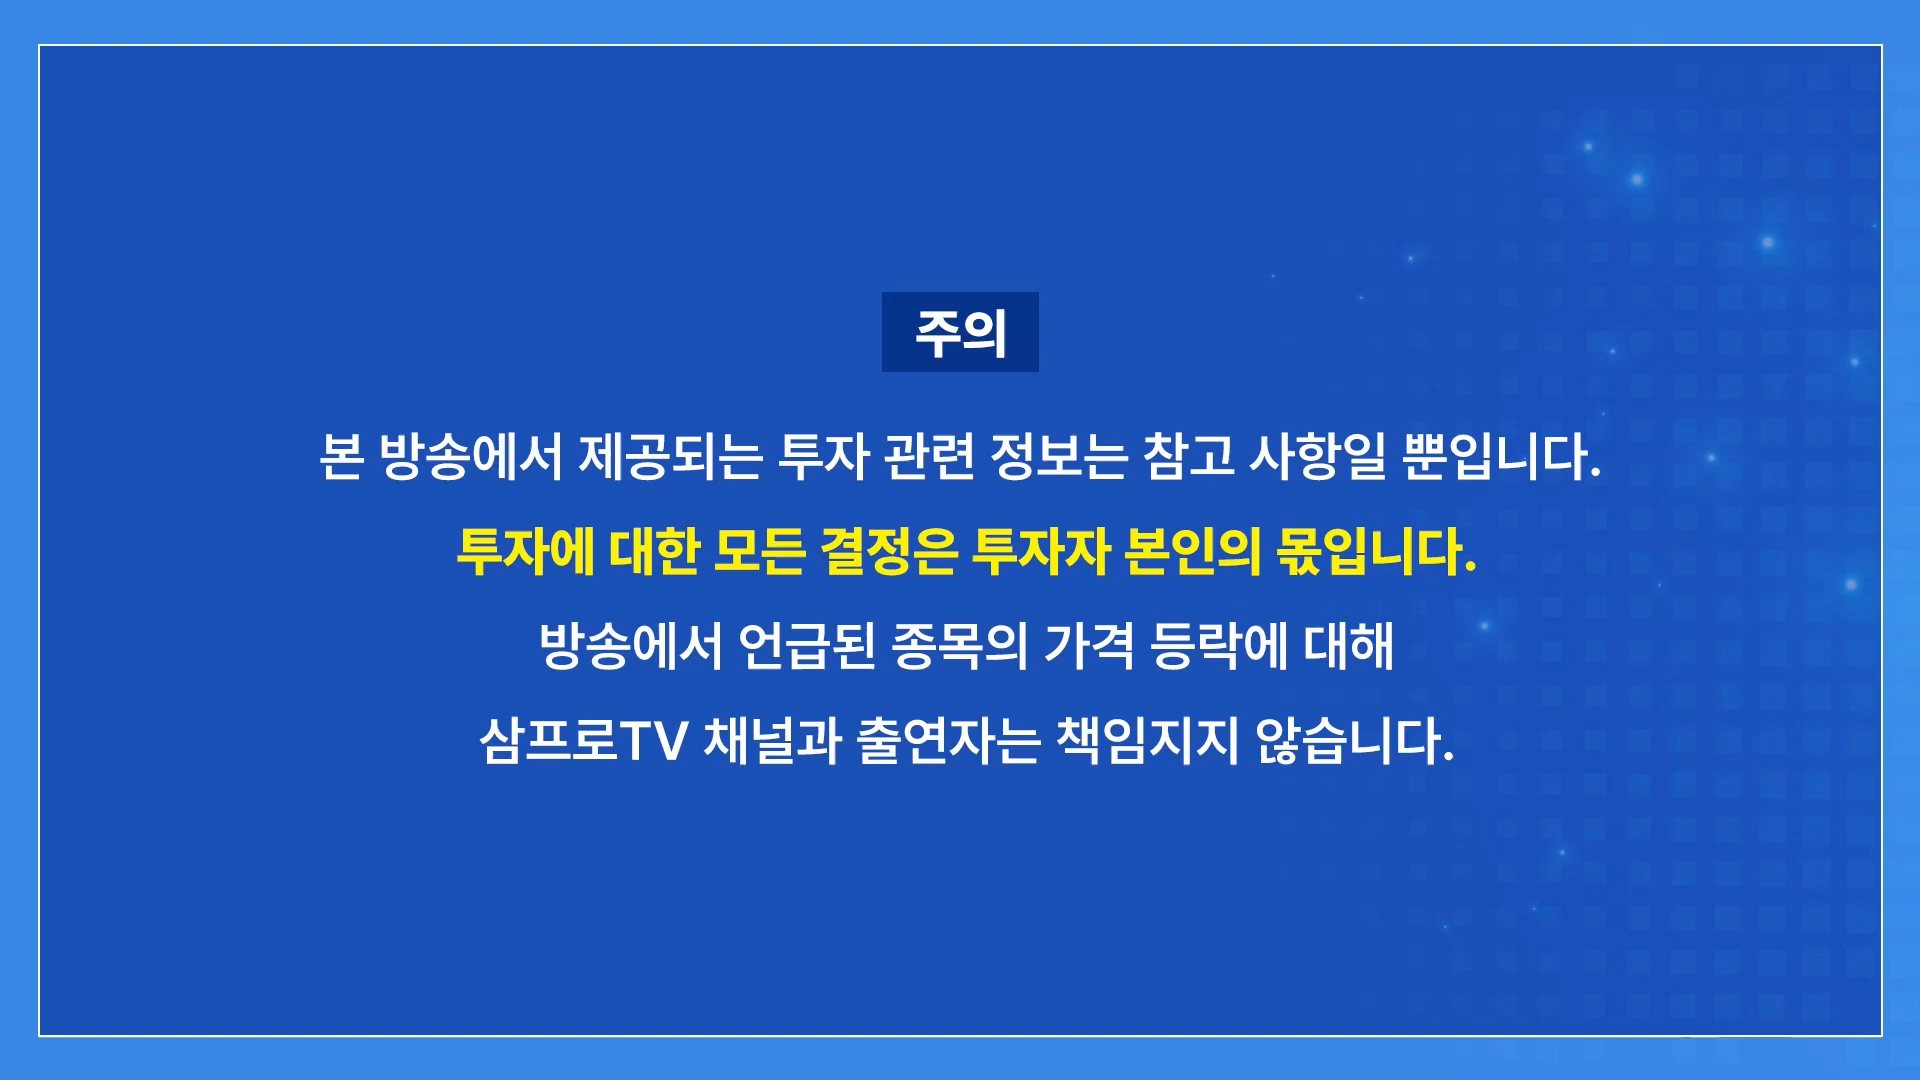 주의
본 방송에서 제공되는 투자 관련 정보는 참고 사항일 뿐입니다.
투자에 대한 모든 결정은 투자자 본인의 몫입니다.
방송에서 언급된 종목의 가격 등락에 대해
삼프로TV 채널과 출연자는 책임지지 않습니다.